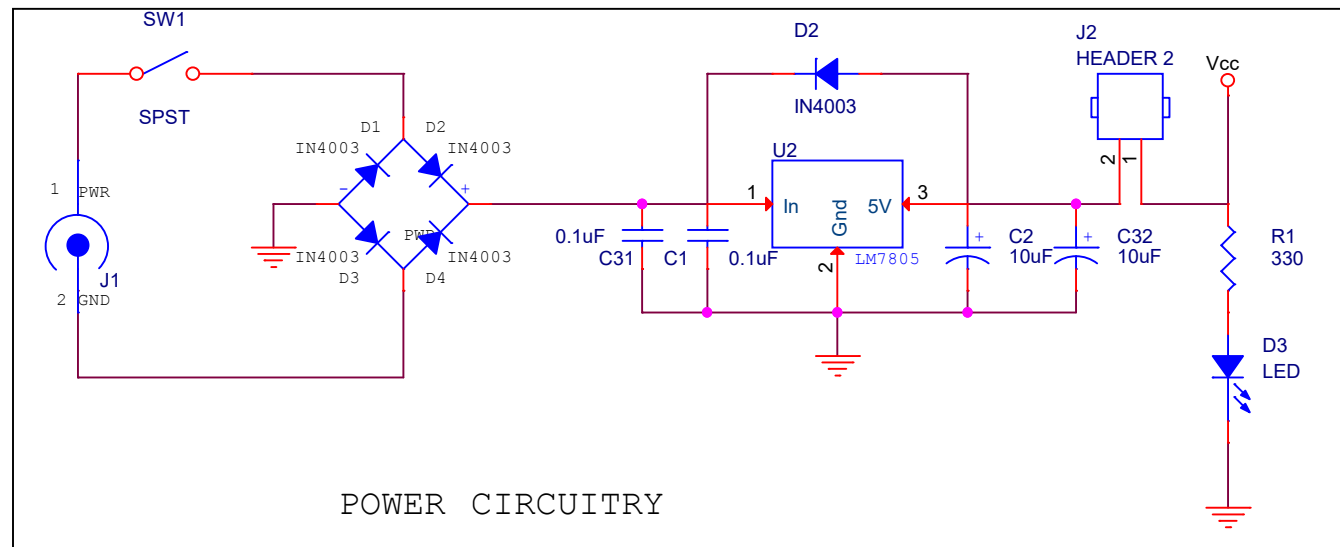 SW1
SPST
D1
D2
IN4003
IN4003
-
+
IN4003
PWR
IN4003
D3
D4
1 PWR
J1
2 GND
D2
IN4003
U2
1
In
Gnd
5V
3
2
LM7805
0.1uF
C31
C1
0.1uF
+
C2
10uF
+
C32
10uF
J2
HEADER 2
2
1
Vcc
R1
330
D3
LED
POWER CIRCUITRY